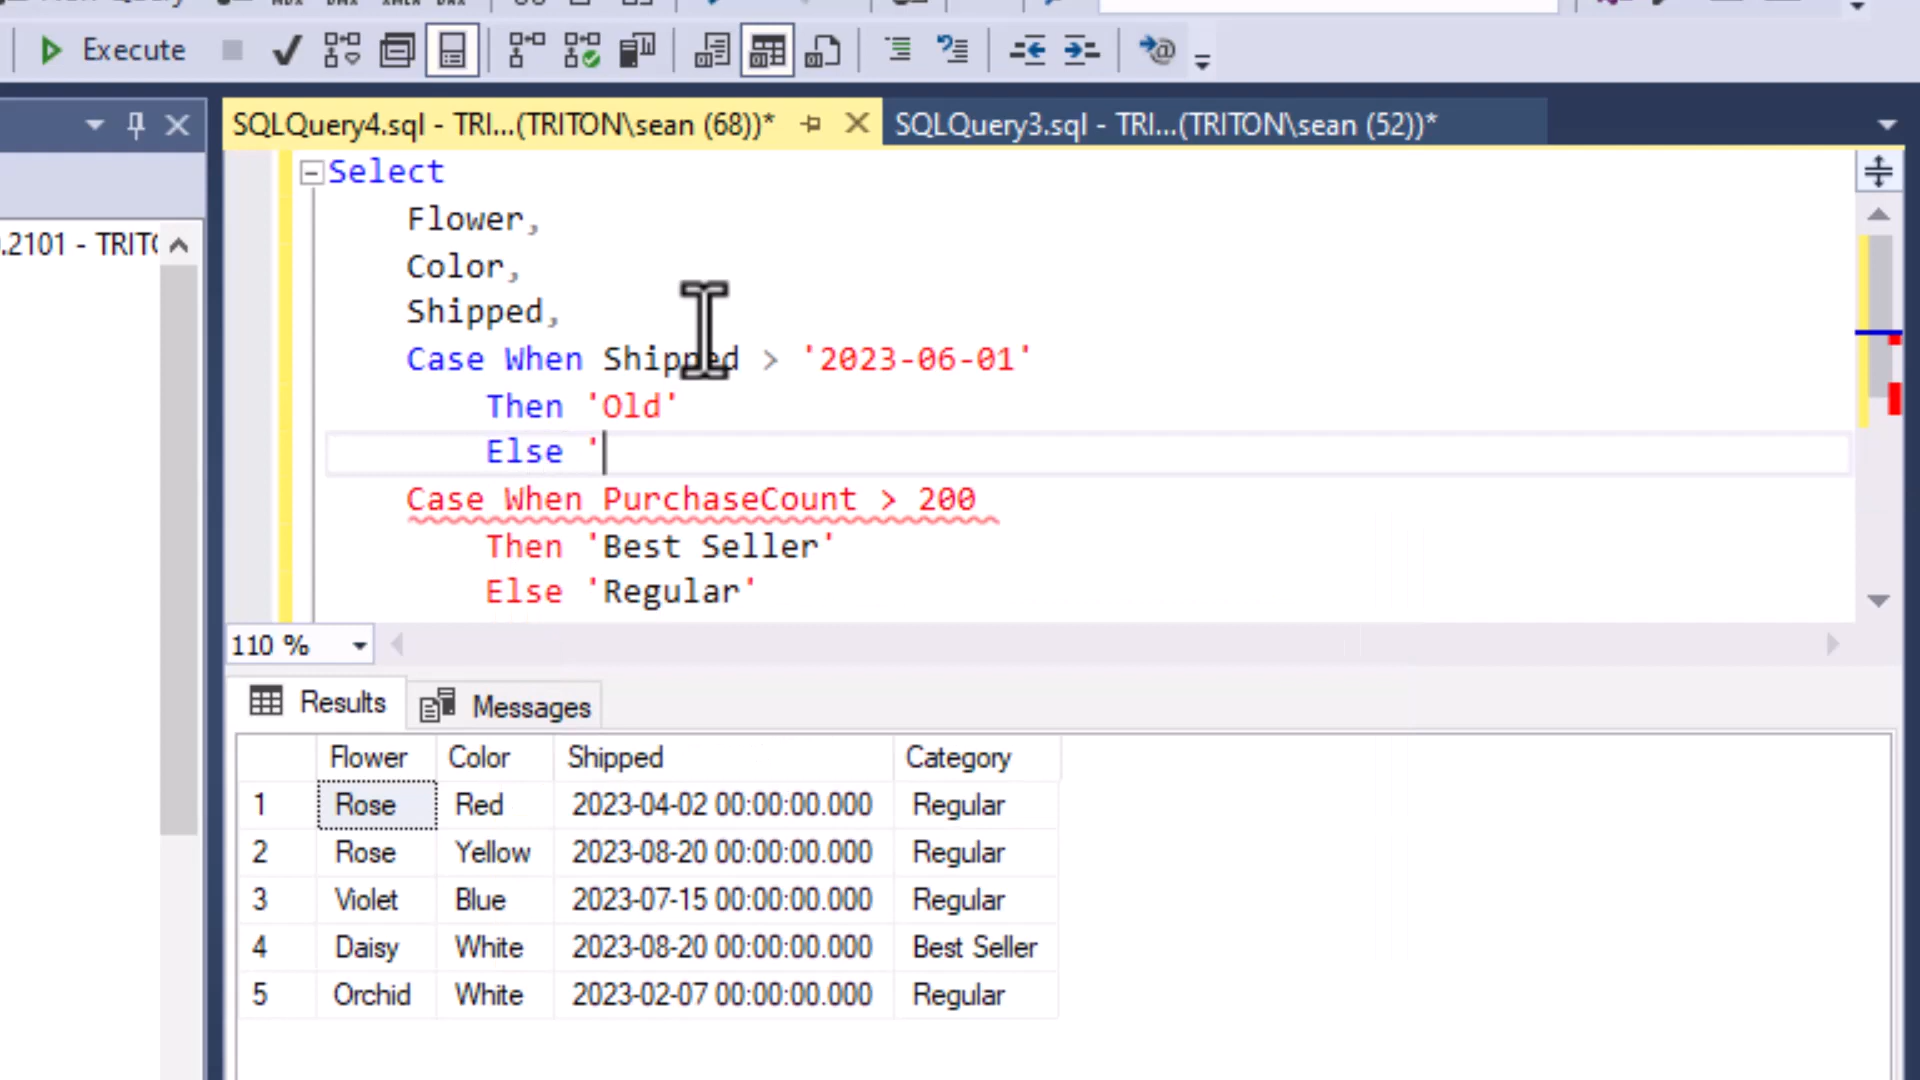 Execute
SQLQuery4.sql - TRI...(TRITON\sean (68))*
SQLQuery3.sql - TRI...(TRITON\sean (52))*
.2101 - TRIT
Select
Flower,
Color,
Shipped,
Case When Shipped > '2023-06-01'
Then 'Old'
Else '
Case When PurchaseCount > 200
Then 'Best Seller'
Else 'Regular'
110 %
Results
Messages
Flower Color Shipped Category
1 Rose Red 2023-04-02 00:00:00.000 Regular
2 Rose Yellow 2023-08-20 00:00:00.000 Regular
3 Violet Blue 2023-07-15 00:00:00.000 Regular
4 Daisy White 2023-08-20 00:00:00.000 Best Seller
5 Orchid White 2023-02-07 00:00:00.000 Regular